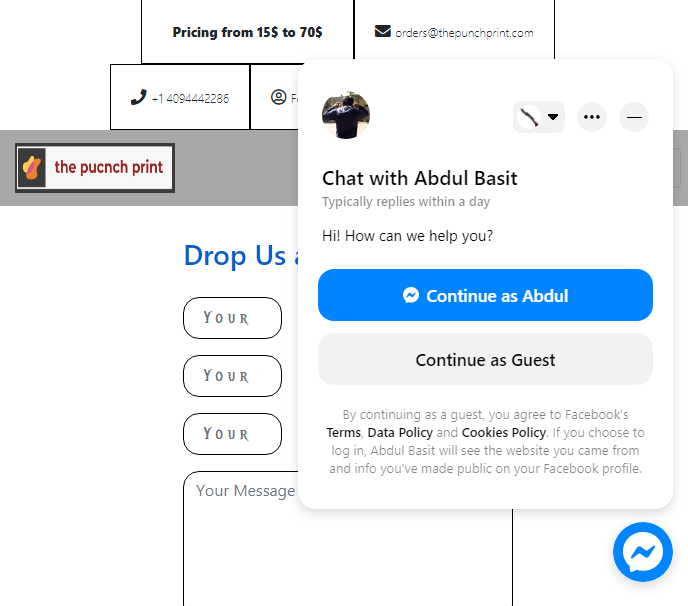 Pricing from 15$ to 70$
orders@thepunchprint.com
+1 4094442286
the pucnch print
Drop Us
Your
Your
Your
Your Message
Chat with Abdul Basit
Typically replies within a day
Hi! How can we help you?
Continue as Abdul
Continue as Guest
By continuing as a guest, you agree to Facebook's
Terms, Data Policy and Cookies Policy. If you choose to
log in, Abdul Basit will see the website you came from
and info you've made public on your Facebook profile.